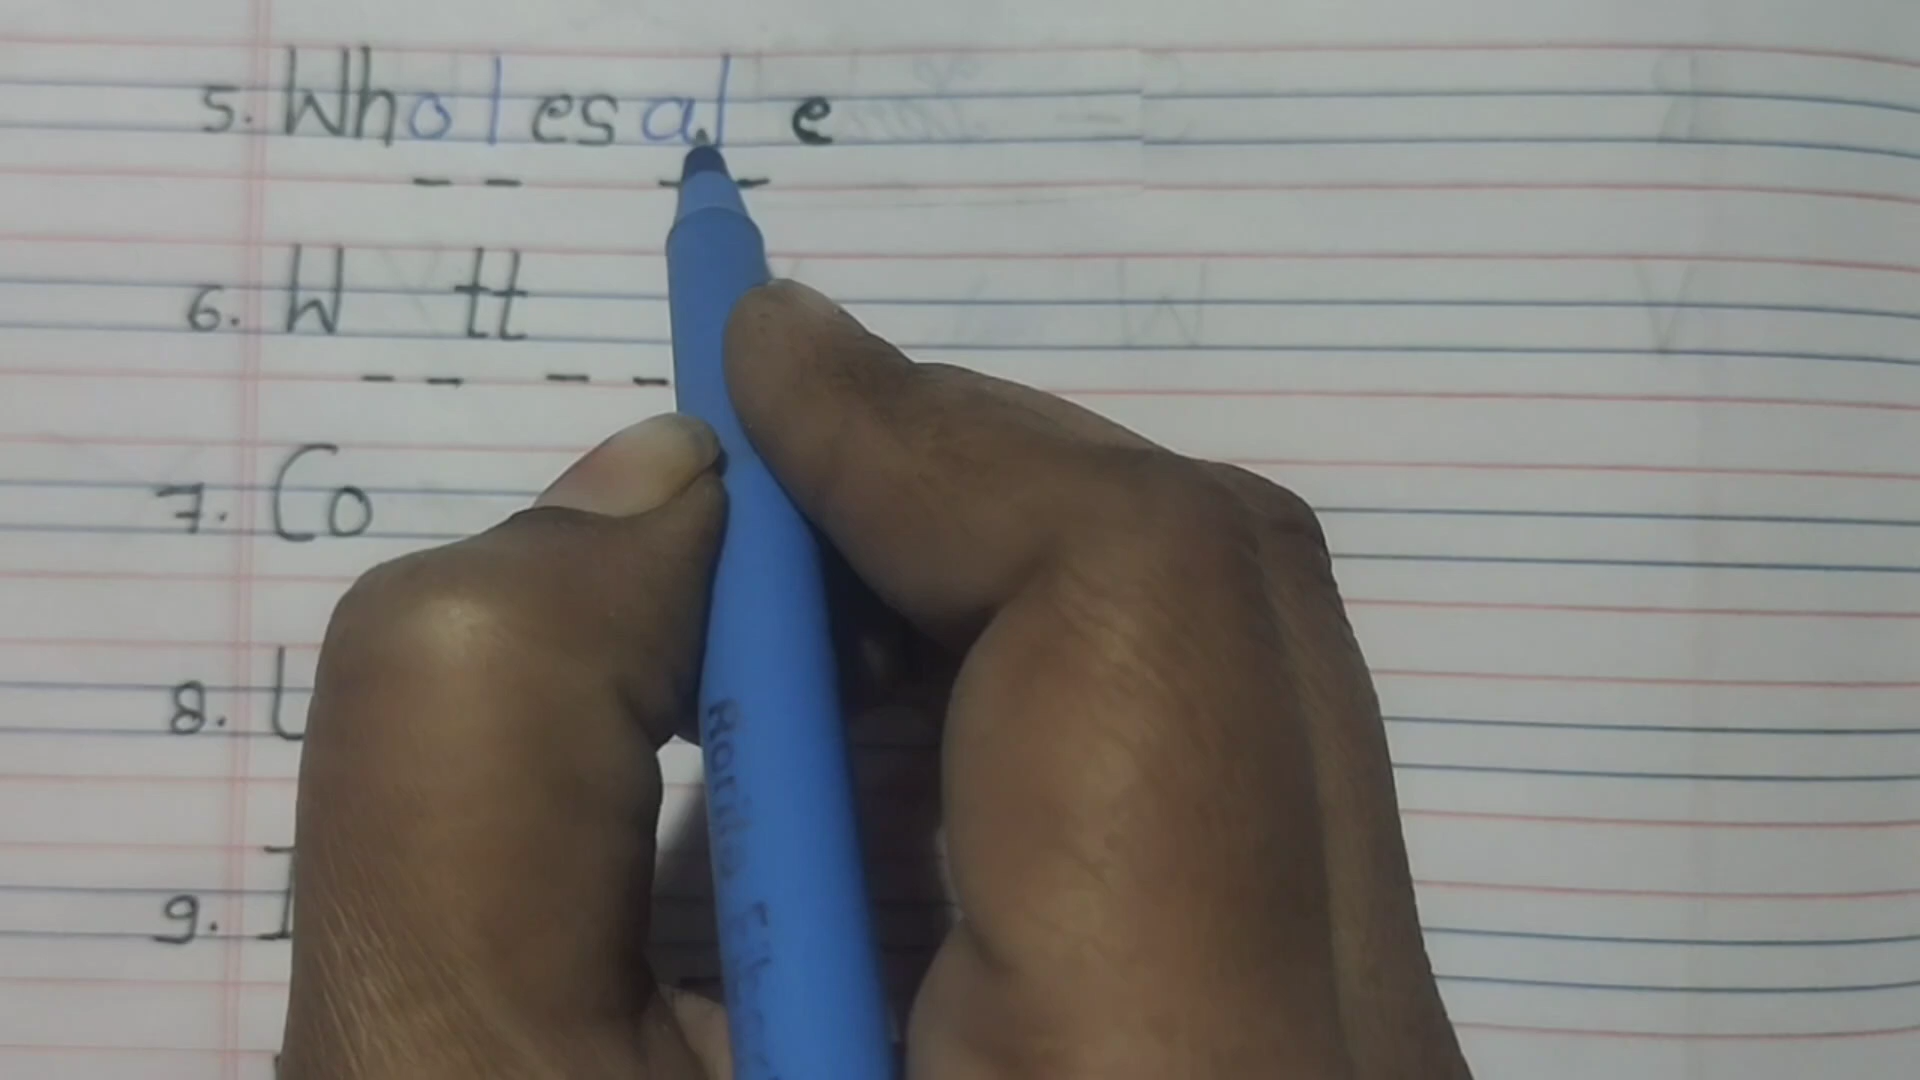 5. Wholesale
-- --
6. W tt
-- --
7. Co
8.
9. I